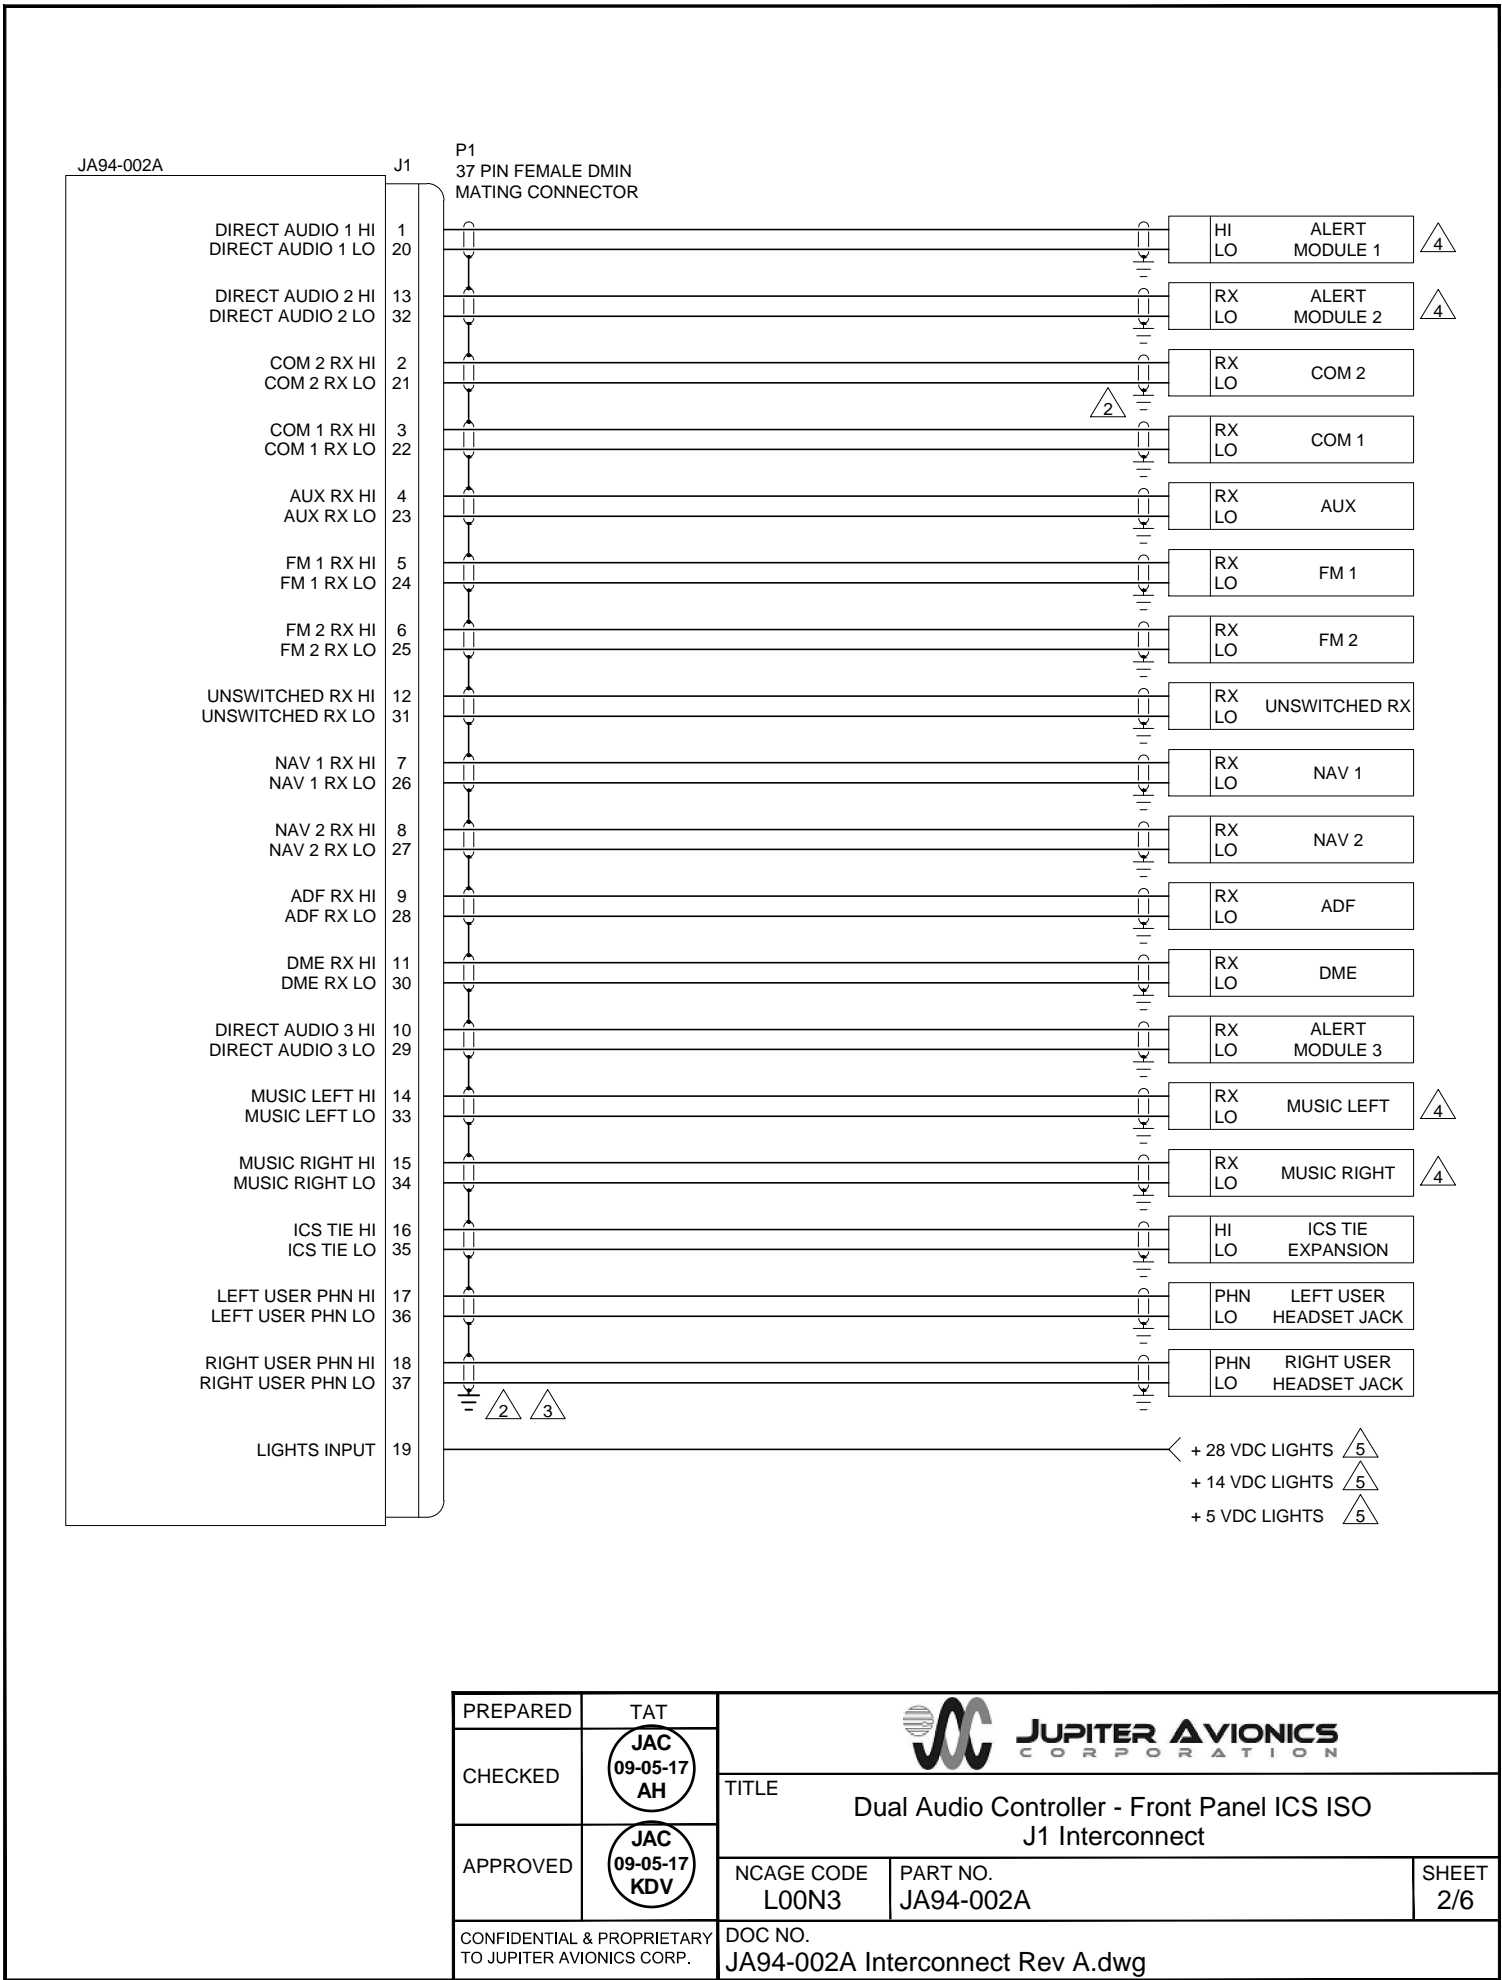 JA94-002A J1
P1
37 PIN FEMALE DMIN
MATING CONNECTOR
DIRECT AUDIO 1 HI 1 HI ALERT
DIRECT AUDIO 1 LO 20 LO MODULE 1 4
DIRECT AUDIO 2 HI 13 RX ALERT
DIRECT AUDIO 2 LO 32 LO MODULE 2 4
COM 2 RX HI 2 RX
COM 2
COM 2 RX LO 21 LO
2
COM 1 RX HI 3 RX
COM 1
COM 1 RX LO 22 LO
AUX RX HI 4 RX
AUX
AUX RX LO 23 LO
FM 1 RX HI 5 RX
FM 1
FM 1 RX LO 24 LO
FM 2 RX HI 6 RX
FM 2
FM 2 RX LO 25 LO
UNSWITCHED RX HI 12 RX
UNSWITCHED RX
UNSWITCHED RX LO 31 LO
NAV 1 RX HI 7 RX
NAV 1
NAV 1 RX LO 26 LO
NAV 2 RX HI 8 RX
NAV 2
NAV 2 RX LO 27 LO
ADF RX HI 9 RX
ADF
ADF RX LO 28 LO
DME RX HI 11 RX
DME
DME RX LO 30 LO
DIRECT AUDIO 3 HI 10 RX ALERT
DIRECT AUDIO 3 LO 29 LO MODULE 3
MUSIC LEFT HI 14 RX
MUSIC LEFT 4
MUSIC LEFT LO 33 LO
MUSIC RIGHT HI 15 RX
MUSIC RIGHT 4
MUSIC RIGHT LO 34 LO
ICS TIE HI 16 HI ICS TIE
ICS TIE LO 35 LO EXPANSION
LEFT USER PHN HI 17 PHN LEFT USER
LEFT USER PHN LO 36 LO HEADSET JACK
RIGHT USER PHN HI 18 PHN RIGHT USER
RIGHT USER PHN LO 37 LO HEADSET JACK
2 3
LIGHTS INPUT 19 + 28 VDC LIGHTS 5
+ 14 VDC LIGHTS 5
+ 5 VDC LIGHTS 5
PREPARED TAT
CHECKED
JAC
09-05-17
AH
APPROVED
JAC
09-05-17
KDV
CONFIDENTIAL & PROPRIETARY
TO JUPITER AVIONICS CORP.
JUPITER AVIONICS
CORPORATION
TITLE
Dual Audio Controller - Front Panel ICS ISO
J1 Interconnect
NCAGE CODE
L00N3
PART NO.
JA94-002A
SHEET
2/6
DOC NO.
JA94-002A Interconnect Rev A.dwg